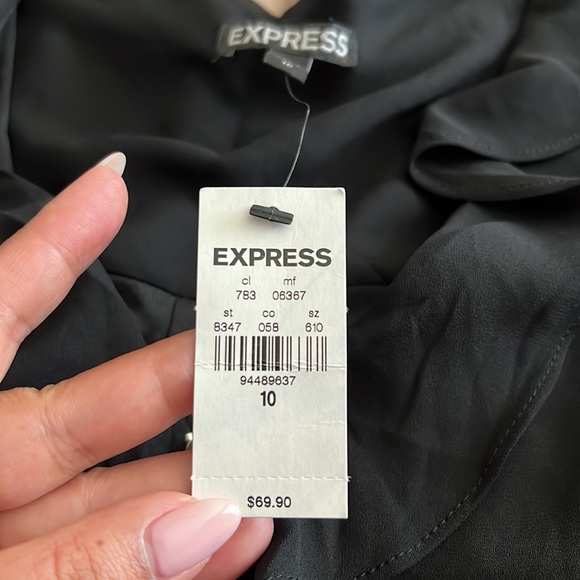 EXPRESS
EXPRESS
cl mf
783 06367
st co sz
8347 058 610
94489637
10
$69.90